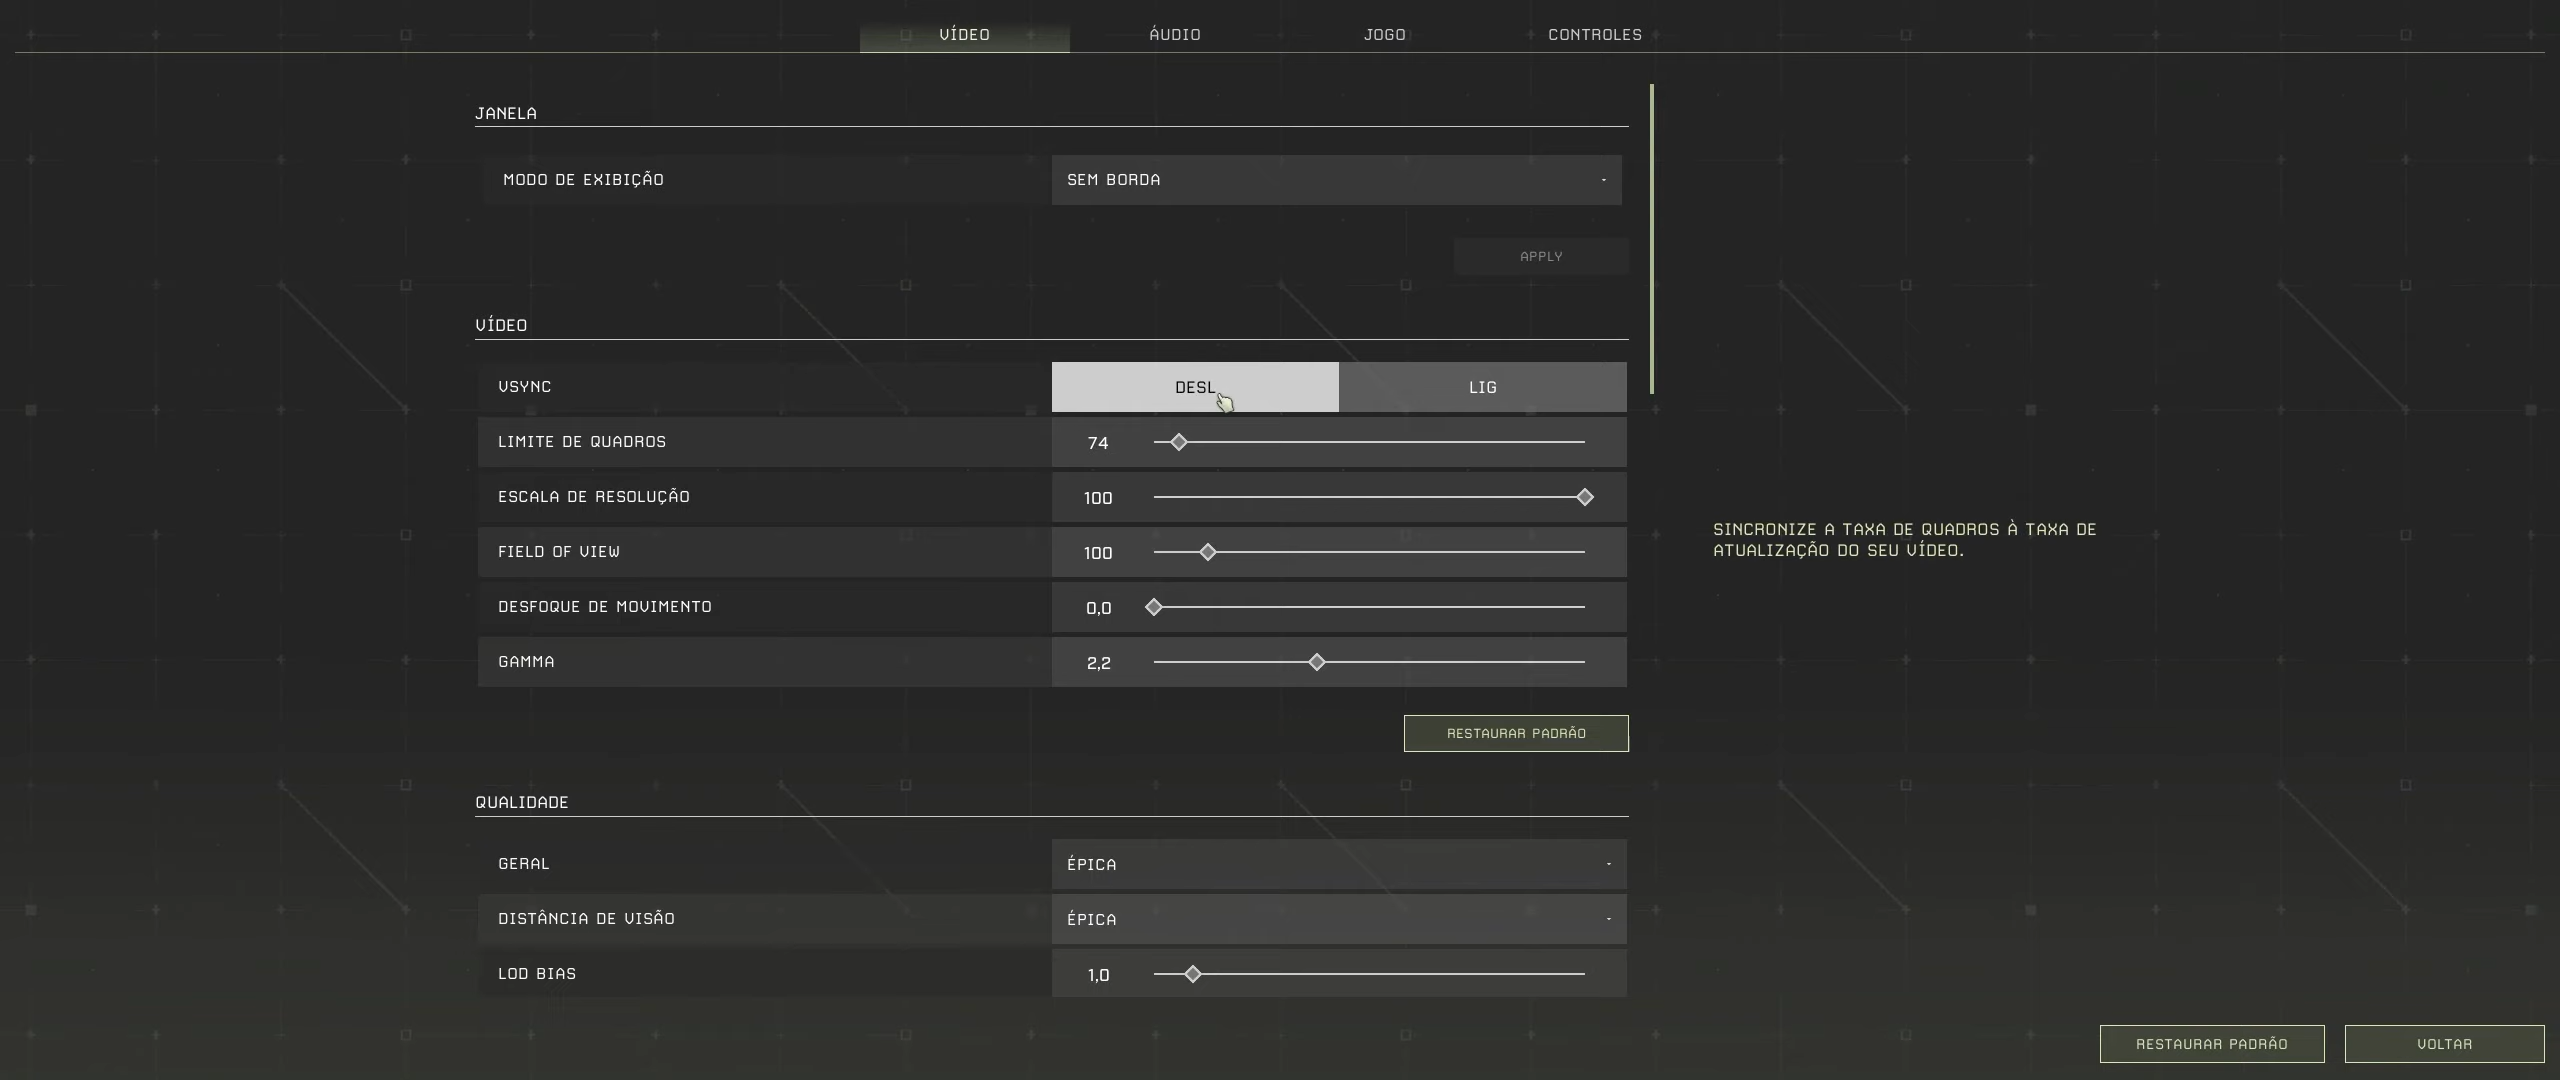 VÍDEO ÁUDIO JOGO CONTROLES
JANELA
MODO DE EXIBIÇÃO SEM BORDA
APPLY
VÍDEO
VSYNC DESL LIG
LIMITE DE QUADROS 74
ESCALA DE RESOLUÇÃO 100
FIELD OF VIEW 100
DESFOQUE DE MOVIMENTO 0,0
GAMMA 2,2
RESTAURAR PADRÃO
SINCRONIZE A TAXA DE QUADROS À TAXA DE
ATUALIZAÇÃO DO SEU VÍDEO.
QUALIDADE
GERAL ÉPICA
DISTÂNCIA DE VISÃO ÉPICA
LOD BIAS 1,0
RESTAURAR PADRÃO VOLTAR